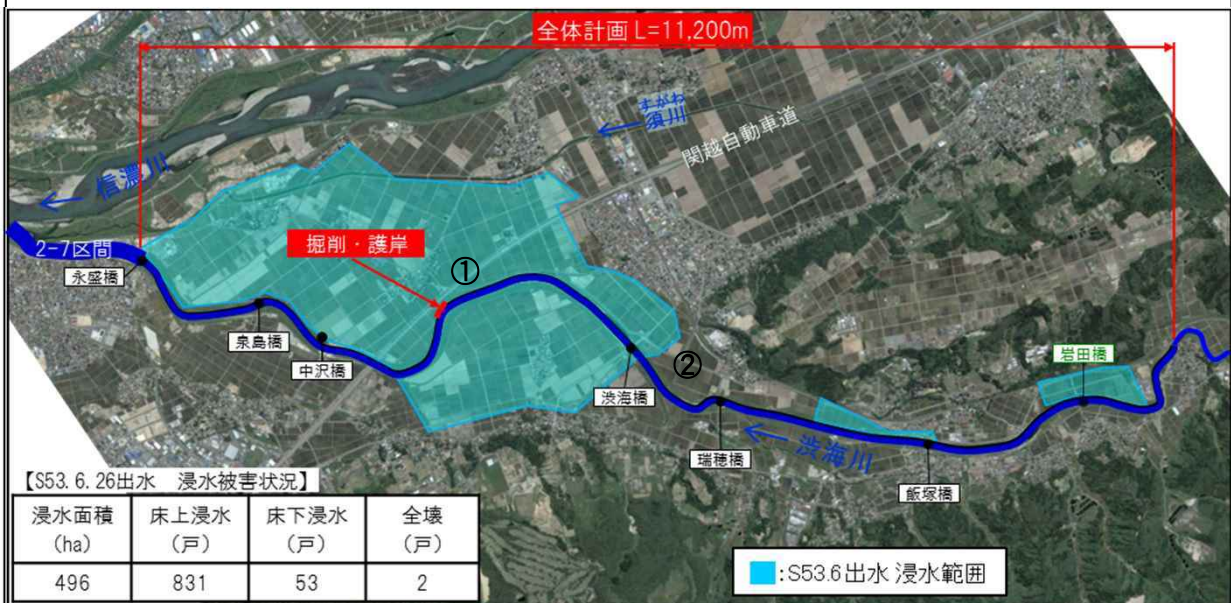 全体計画 L=11,200m
すがわ
← 須川
関越自動車道
← 信濃川
2-7区間
掘削・護岸
①
永盛橋
泉島橋
中沢橋
渋海橋
②
岩田橋
瑞穂橋
← 渋海川
飯塚橋
【S53.6.26出水 浸水被害状況】
浸水面積 床上浸水 床下浸水 全壊
(ha) (戸) (戸) (戸)
496 831 53 2
:S53.6出水 浸水範囲